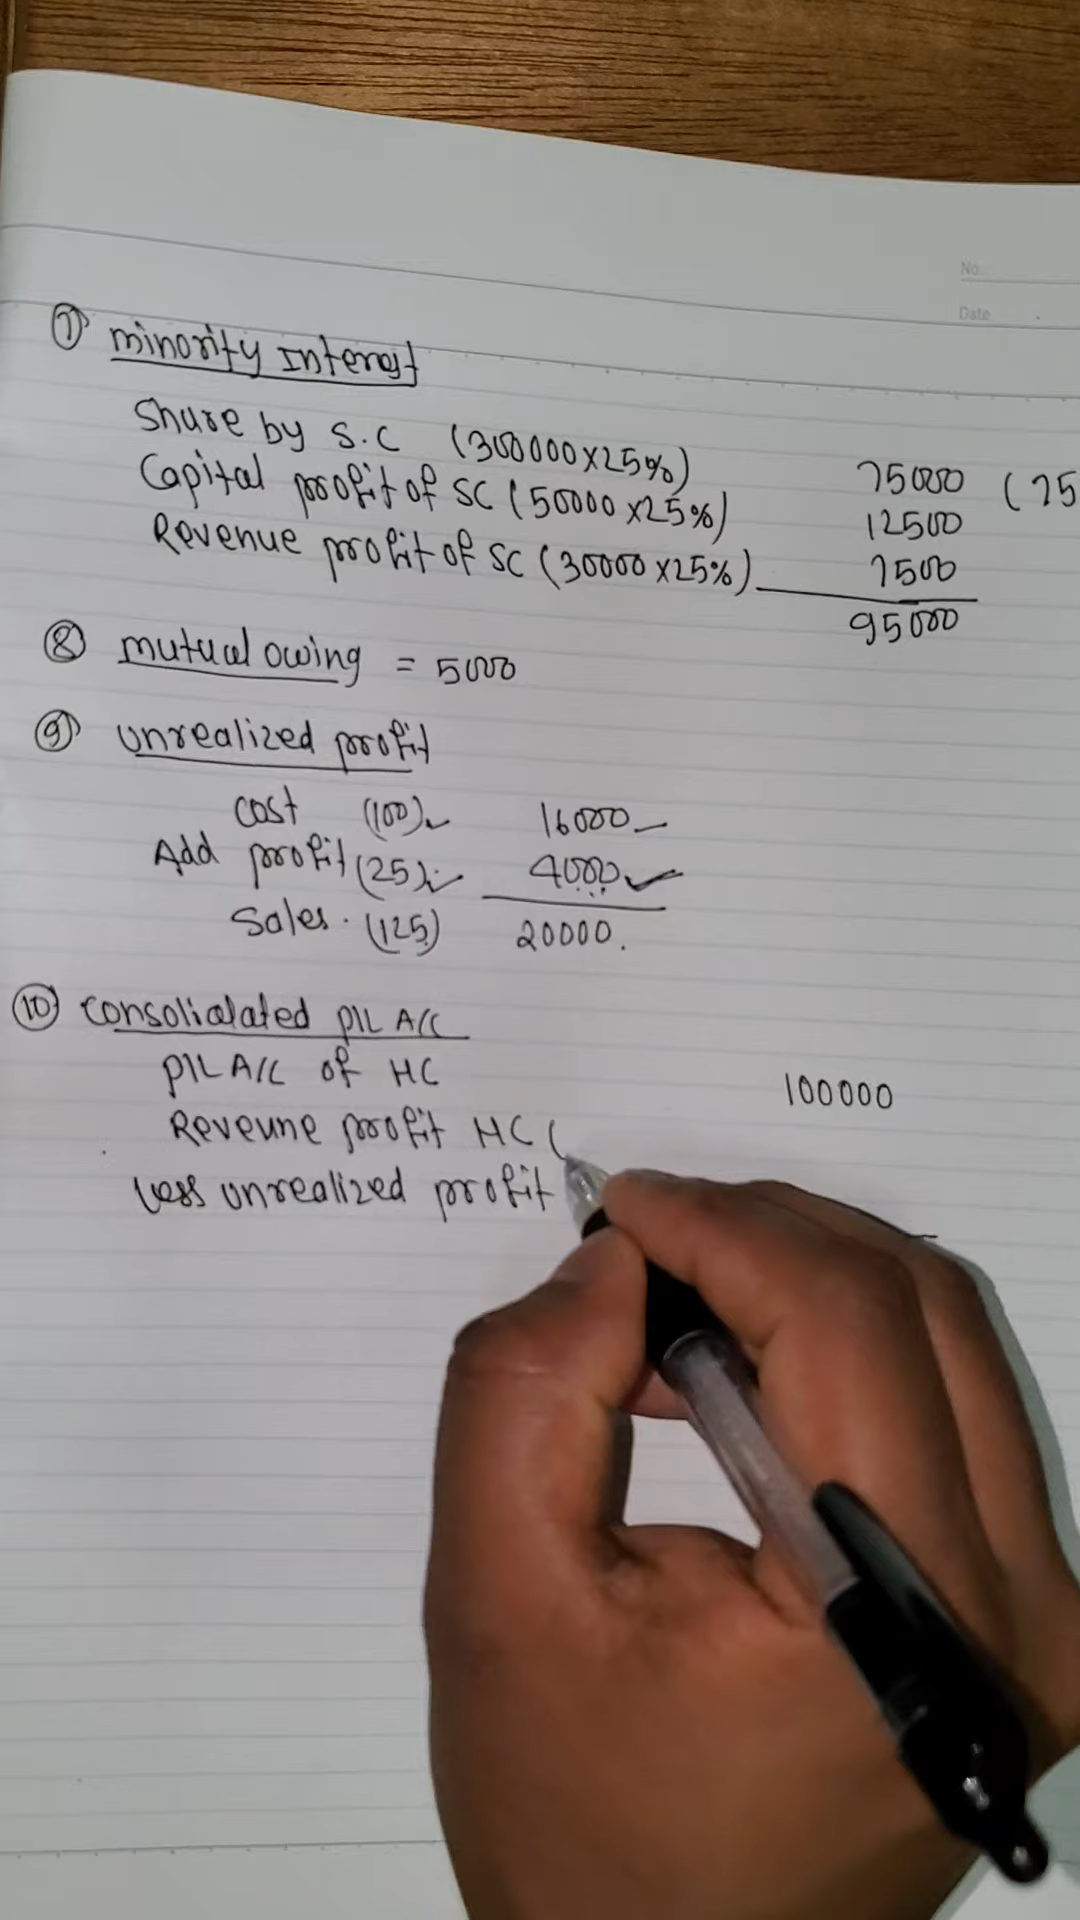 No.
Date
⑦ minority Interest
Share by S.C (300000x25%) 75000 (75
Capital profit of SC (50000x25%) 12500
Revenue profit of SC (30000x25%) 7500
95000
⑧ mutual owing = 5000
⑨ unrealized profit
Cost (100) 16000
Add profit (25) 4000
Sales. (125) 20000.
⑩ Consolidated P/L A/C
P/L A/C of HC 100000
Reveune profit HC (
Less unrealized profit